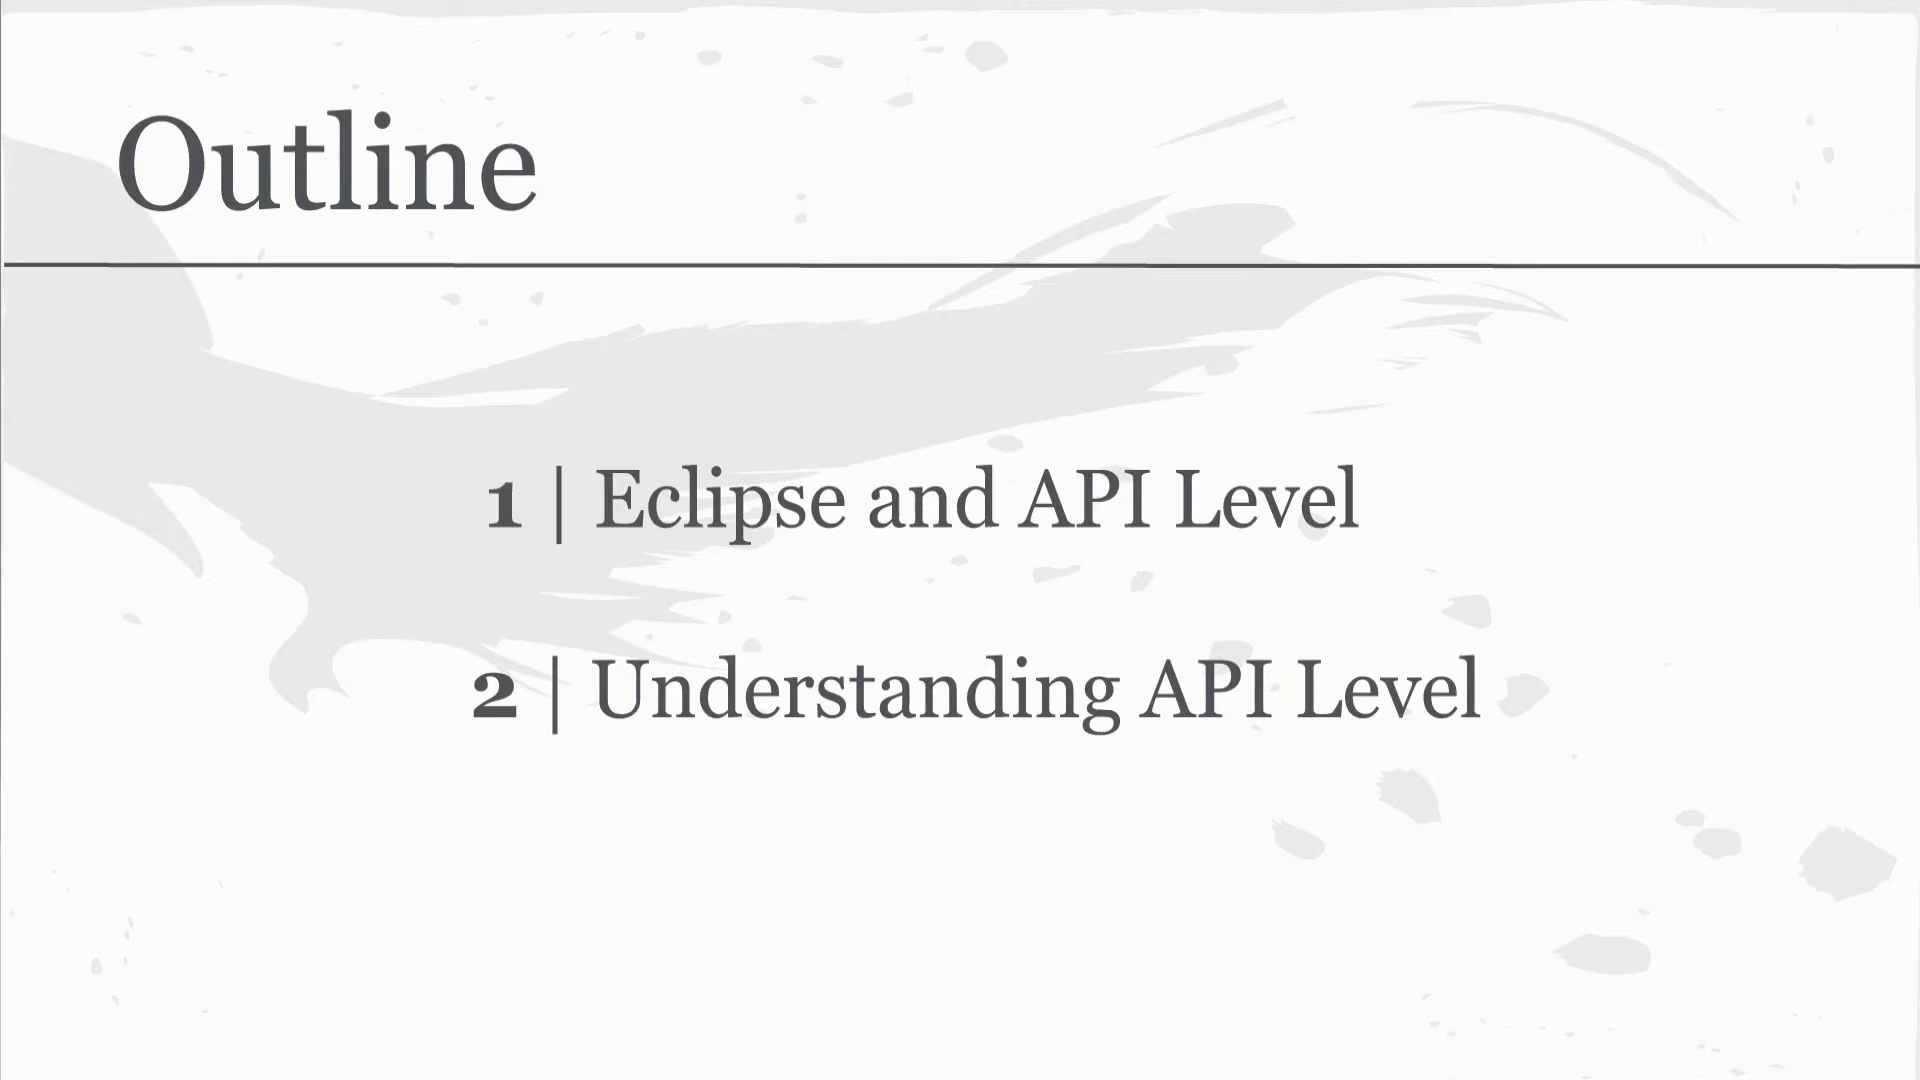 Outline
1 | Eclipse and API Level
2 | Understanding API Level